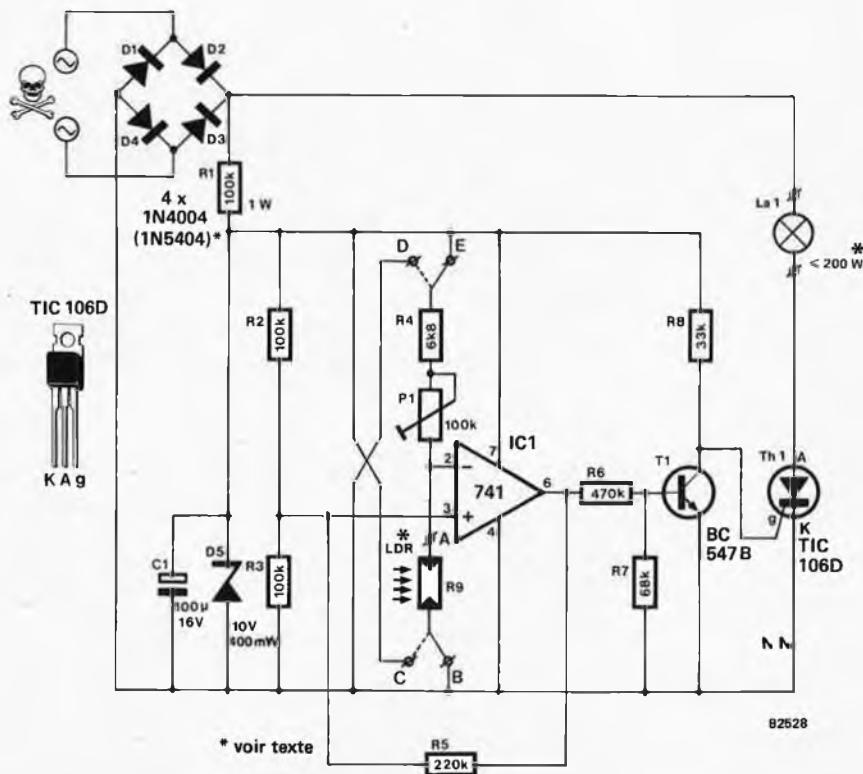 D1
D2
D4
D3
R1
100k
1 W
4 x
1N4004
(1N5404)*
TIC 106D
K A g
D
E
R2
100k
R4
6k8
P1
100k
R8
33k
La 1
*
< 200 W
IC1
7
2
−
741
6
3
+
4
R6
470k
T1
BC
547 B
Th 1
A
g
K
TIC
106D
*
LDR
A
R9
R7
68k
C1
100µ
16V
D5
10V
400mW
R3
100k
C
B
* voir texte
R5
220k
82528